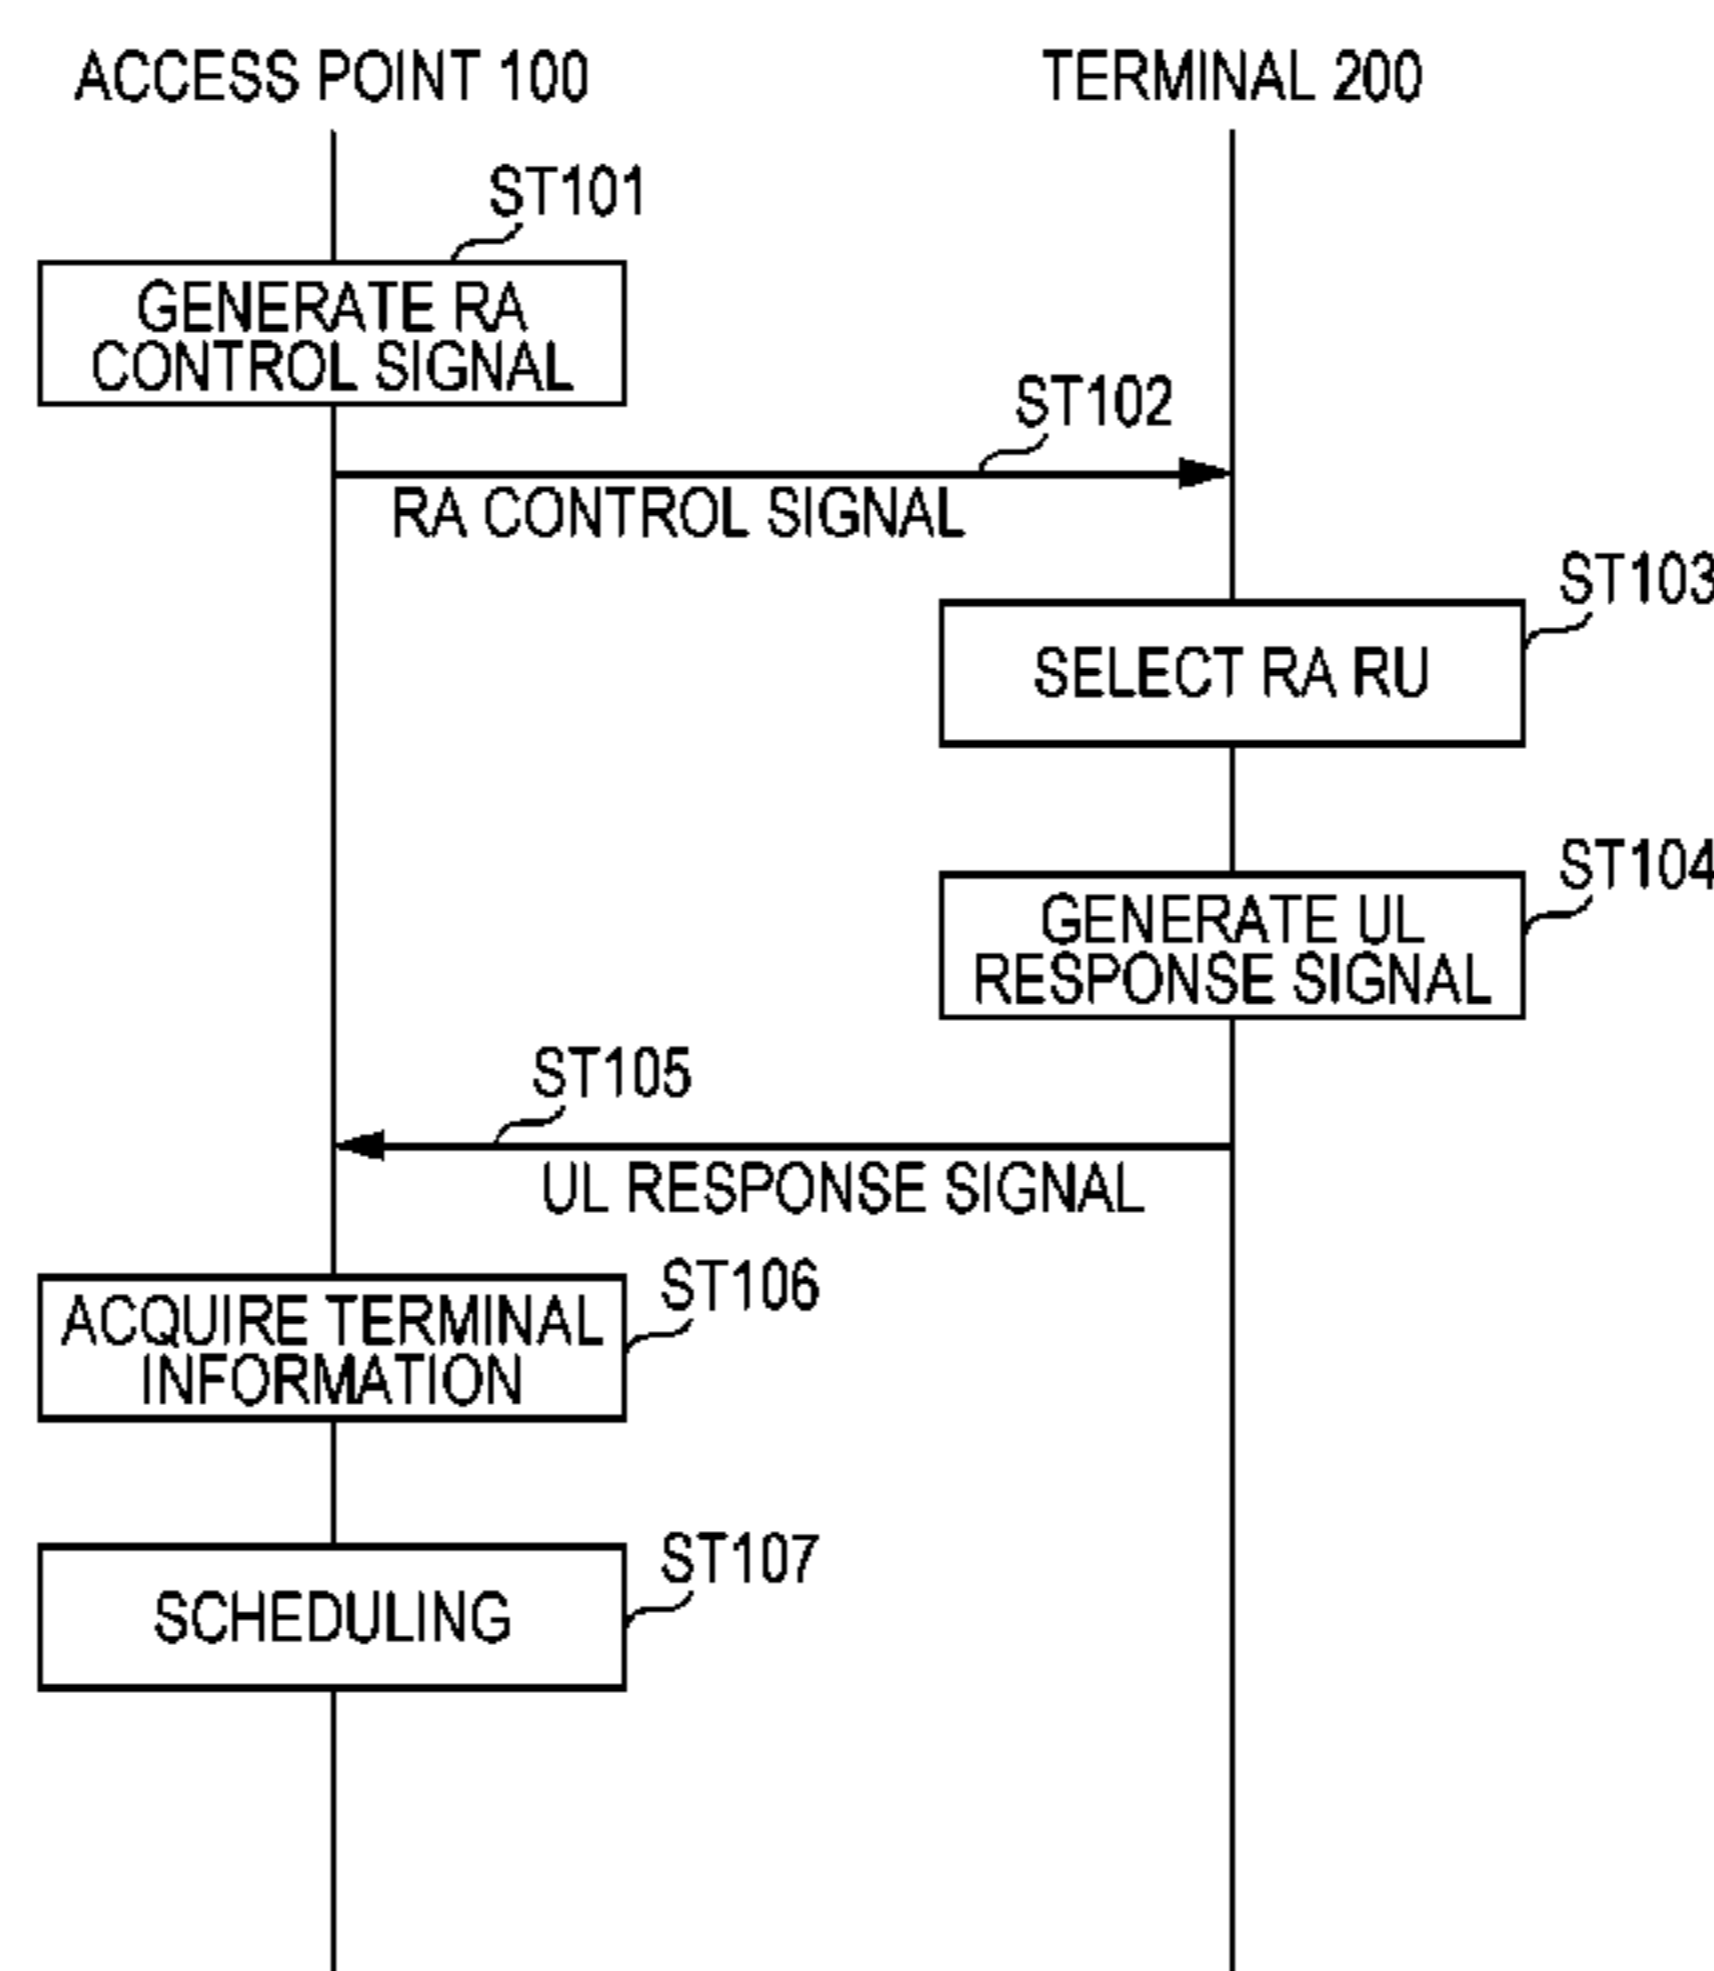 ACCESS POINT 100
TERMINAL 200
ST101
GENERATE RA
CONTROL SIGNAL
ST102
RA CONTROL SIGNAL
ST103
SELECT RA RU
ST104
GENERATE UL
RESPONSE SIGNAL
ST105
UL RESPONSE SIGNAL
ST106
ACQUIRE TERMINAL
INFORMATION
ST107
SCHEDULING